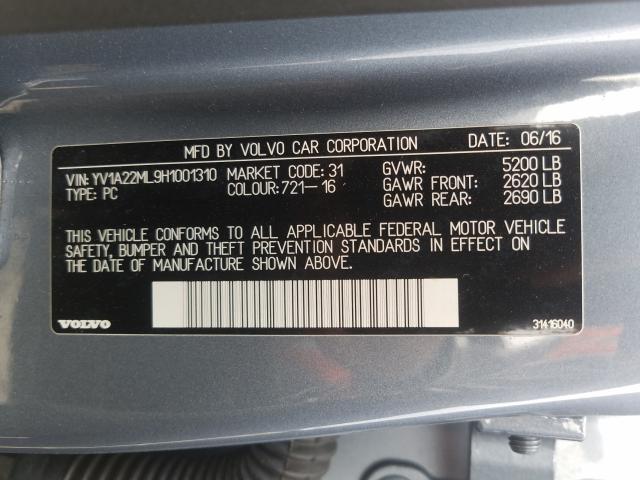 MFD BY VOLVO CAR CORPORATION DATE: 06/16
VIN: YV1A22ML9H1001310 MARKET CODE: 31 GVWR: 5200 LB
TYPE: PC COLOUR: 721-16 GAWR FRONT: 2620 LB
GAWR REAR: 2690 LB
THIS VEHICLE CONFORMS TO ALL APPLICABLE FEDERAL MOTOR VEHICLE
SAFETY, BUMPER AND THEFT PREVENTION STANDARDS IN EFFECT ON
THE DATE OF MANUFACTURE SHOWN ABOVE.
VOLVO 31416040